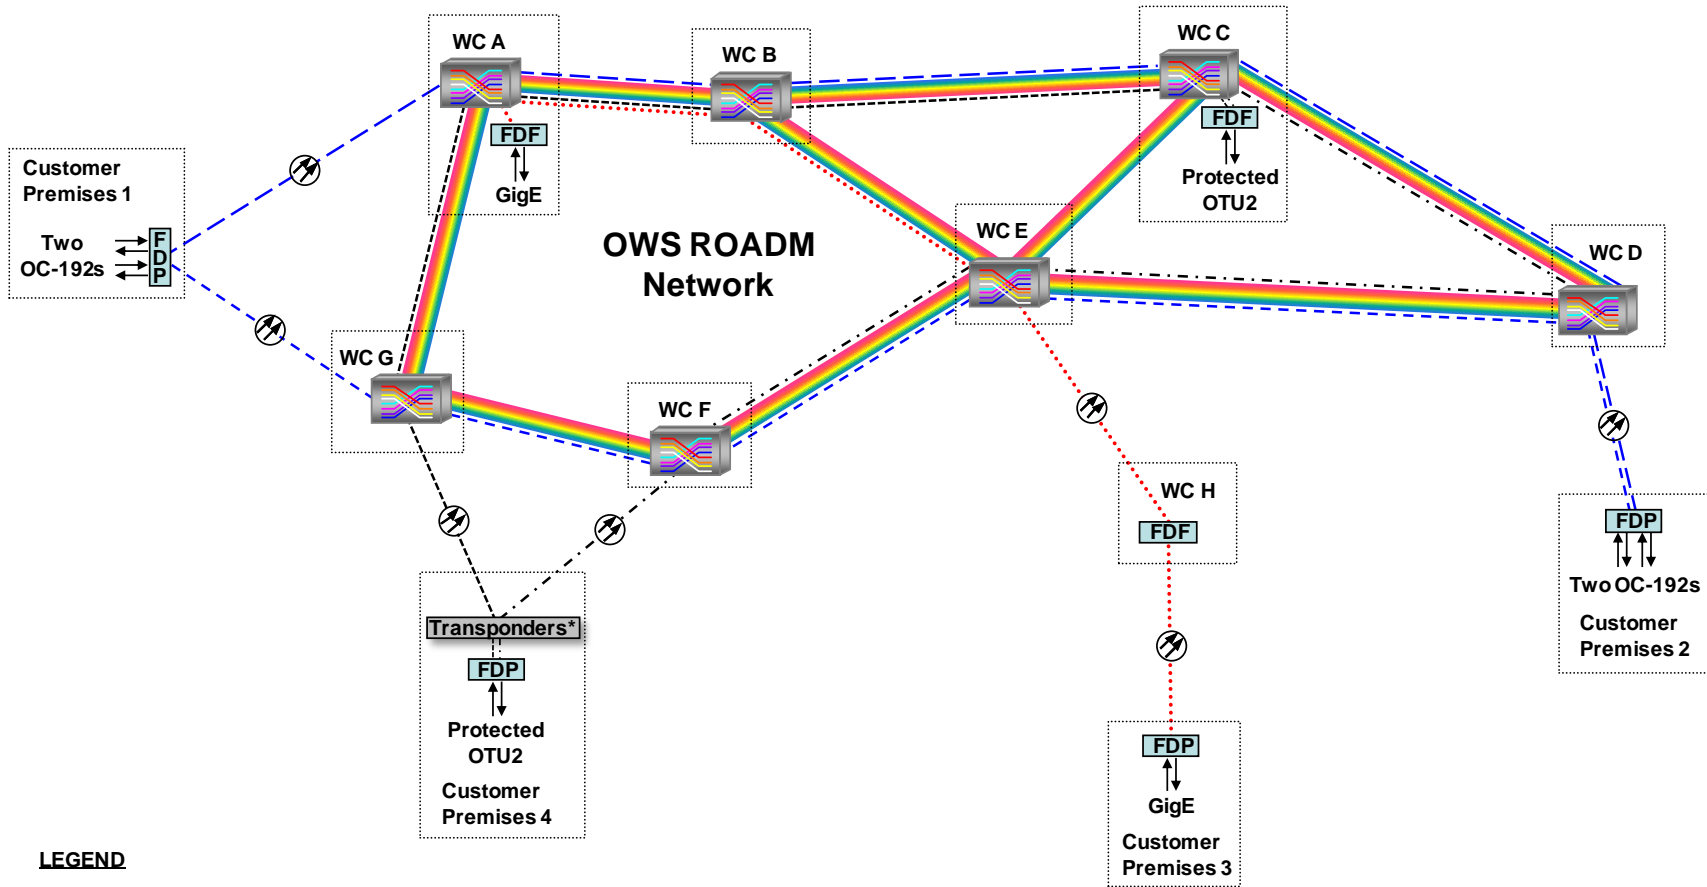 WC A
WC B
WC C
FDF
GigE
FDF
Protected
OTU2
Customer
Premises 1
Two
OC-192s
F
D
P
OWS ROADM
Network
WC E
WC D
WC G
WC F
WC H
FDF
FDP
Two OC-192s
Customer
Premises 2
Transponders*
FDP
Protected
OTU2
Customer
Premises 4
FDP
GigE
Customer
Premises 3
LEGEND